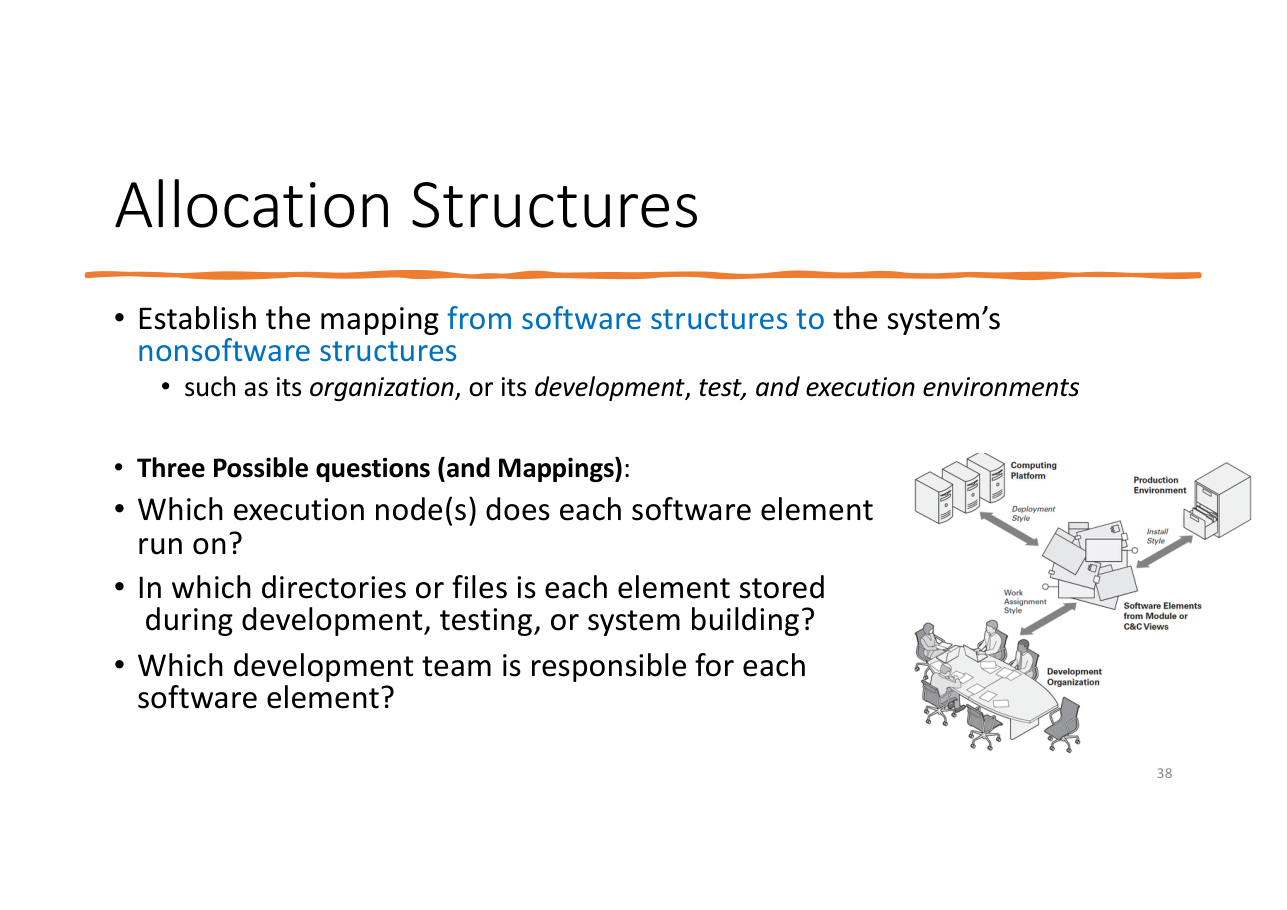 Allocation Structures
• Establish the mapping from software structures to the system’s
nonsoftware structures
• such as its organization, or its development, test, and execution environments
• Three Possible questions (and Mappings):
• Which execution node(s) does each software element
run on?
• In which directories or files is each element stored
during development, testing, or system building?
• Which development team is responsible for each
software element?
Computing
Platform
Production
Environment
Deployment
Style
Install
Style
Work
Assignment
Style
Software Elements
from Module or
C&C Views
Development
Organization
38